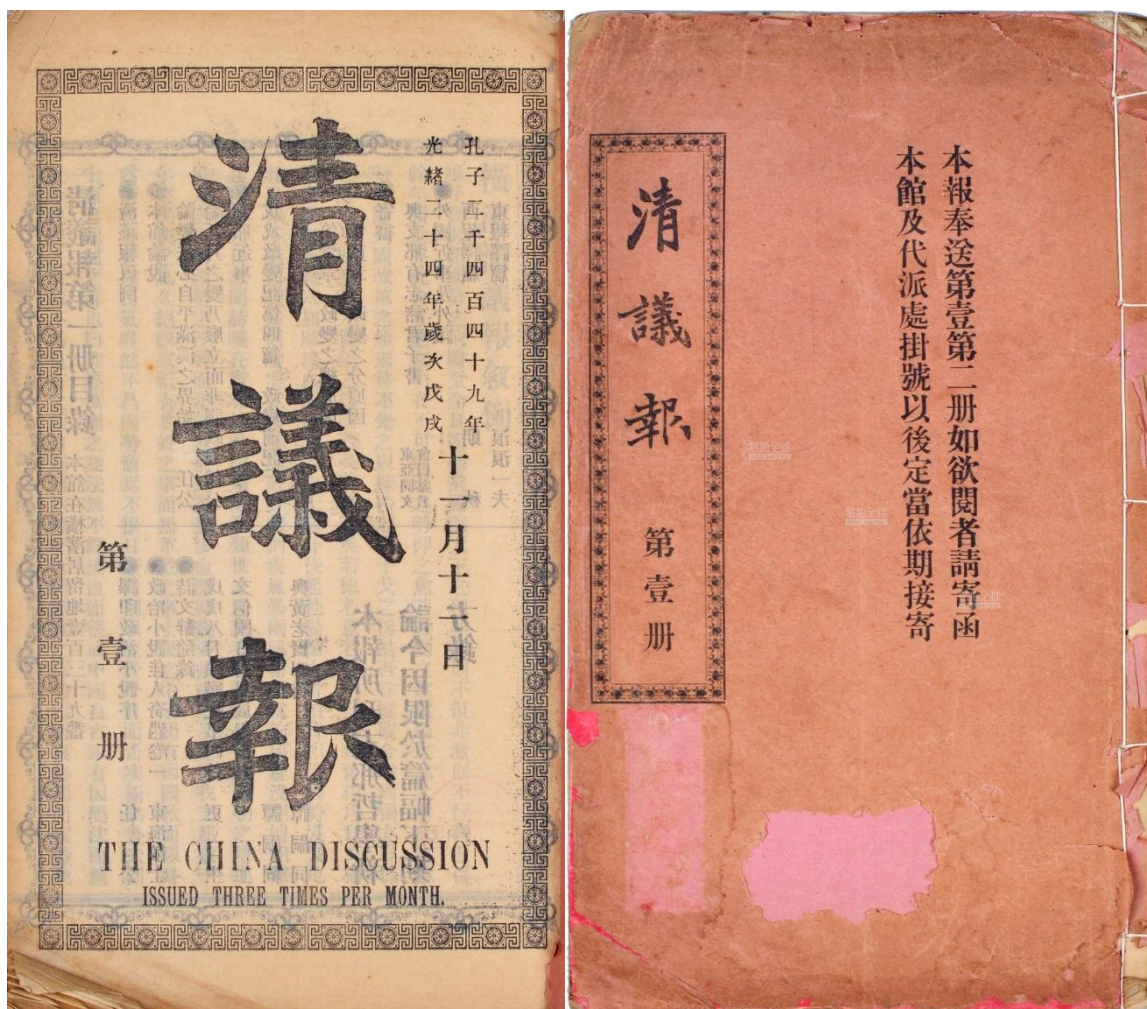 孔子二千四百四十九年
光緒二十四年歲次戊戌
十一月十一日
清議報
第壹册
THE CHINA DISCUSSION
ISSUED THREE TIMES PER MONTH.
本報奉送第壹第二册如欲閱者請寄函
本館及代派處掛號以後定當依期接寄
清議報
第壹册